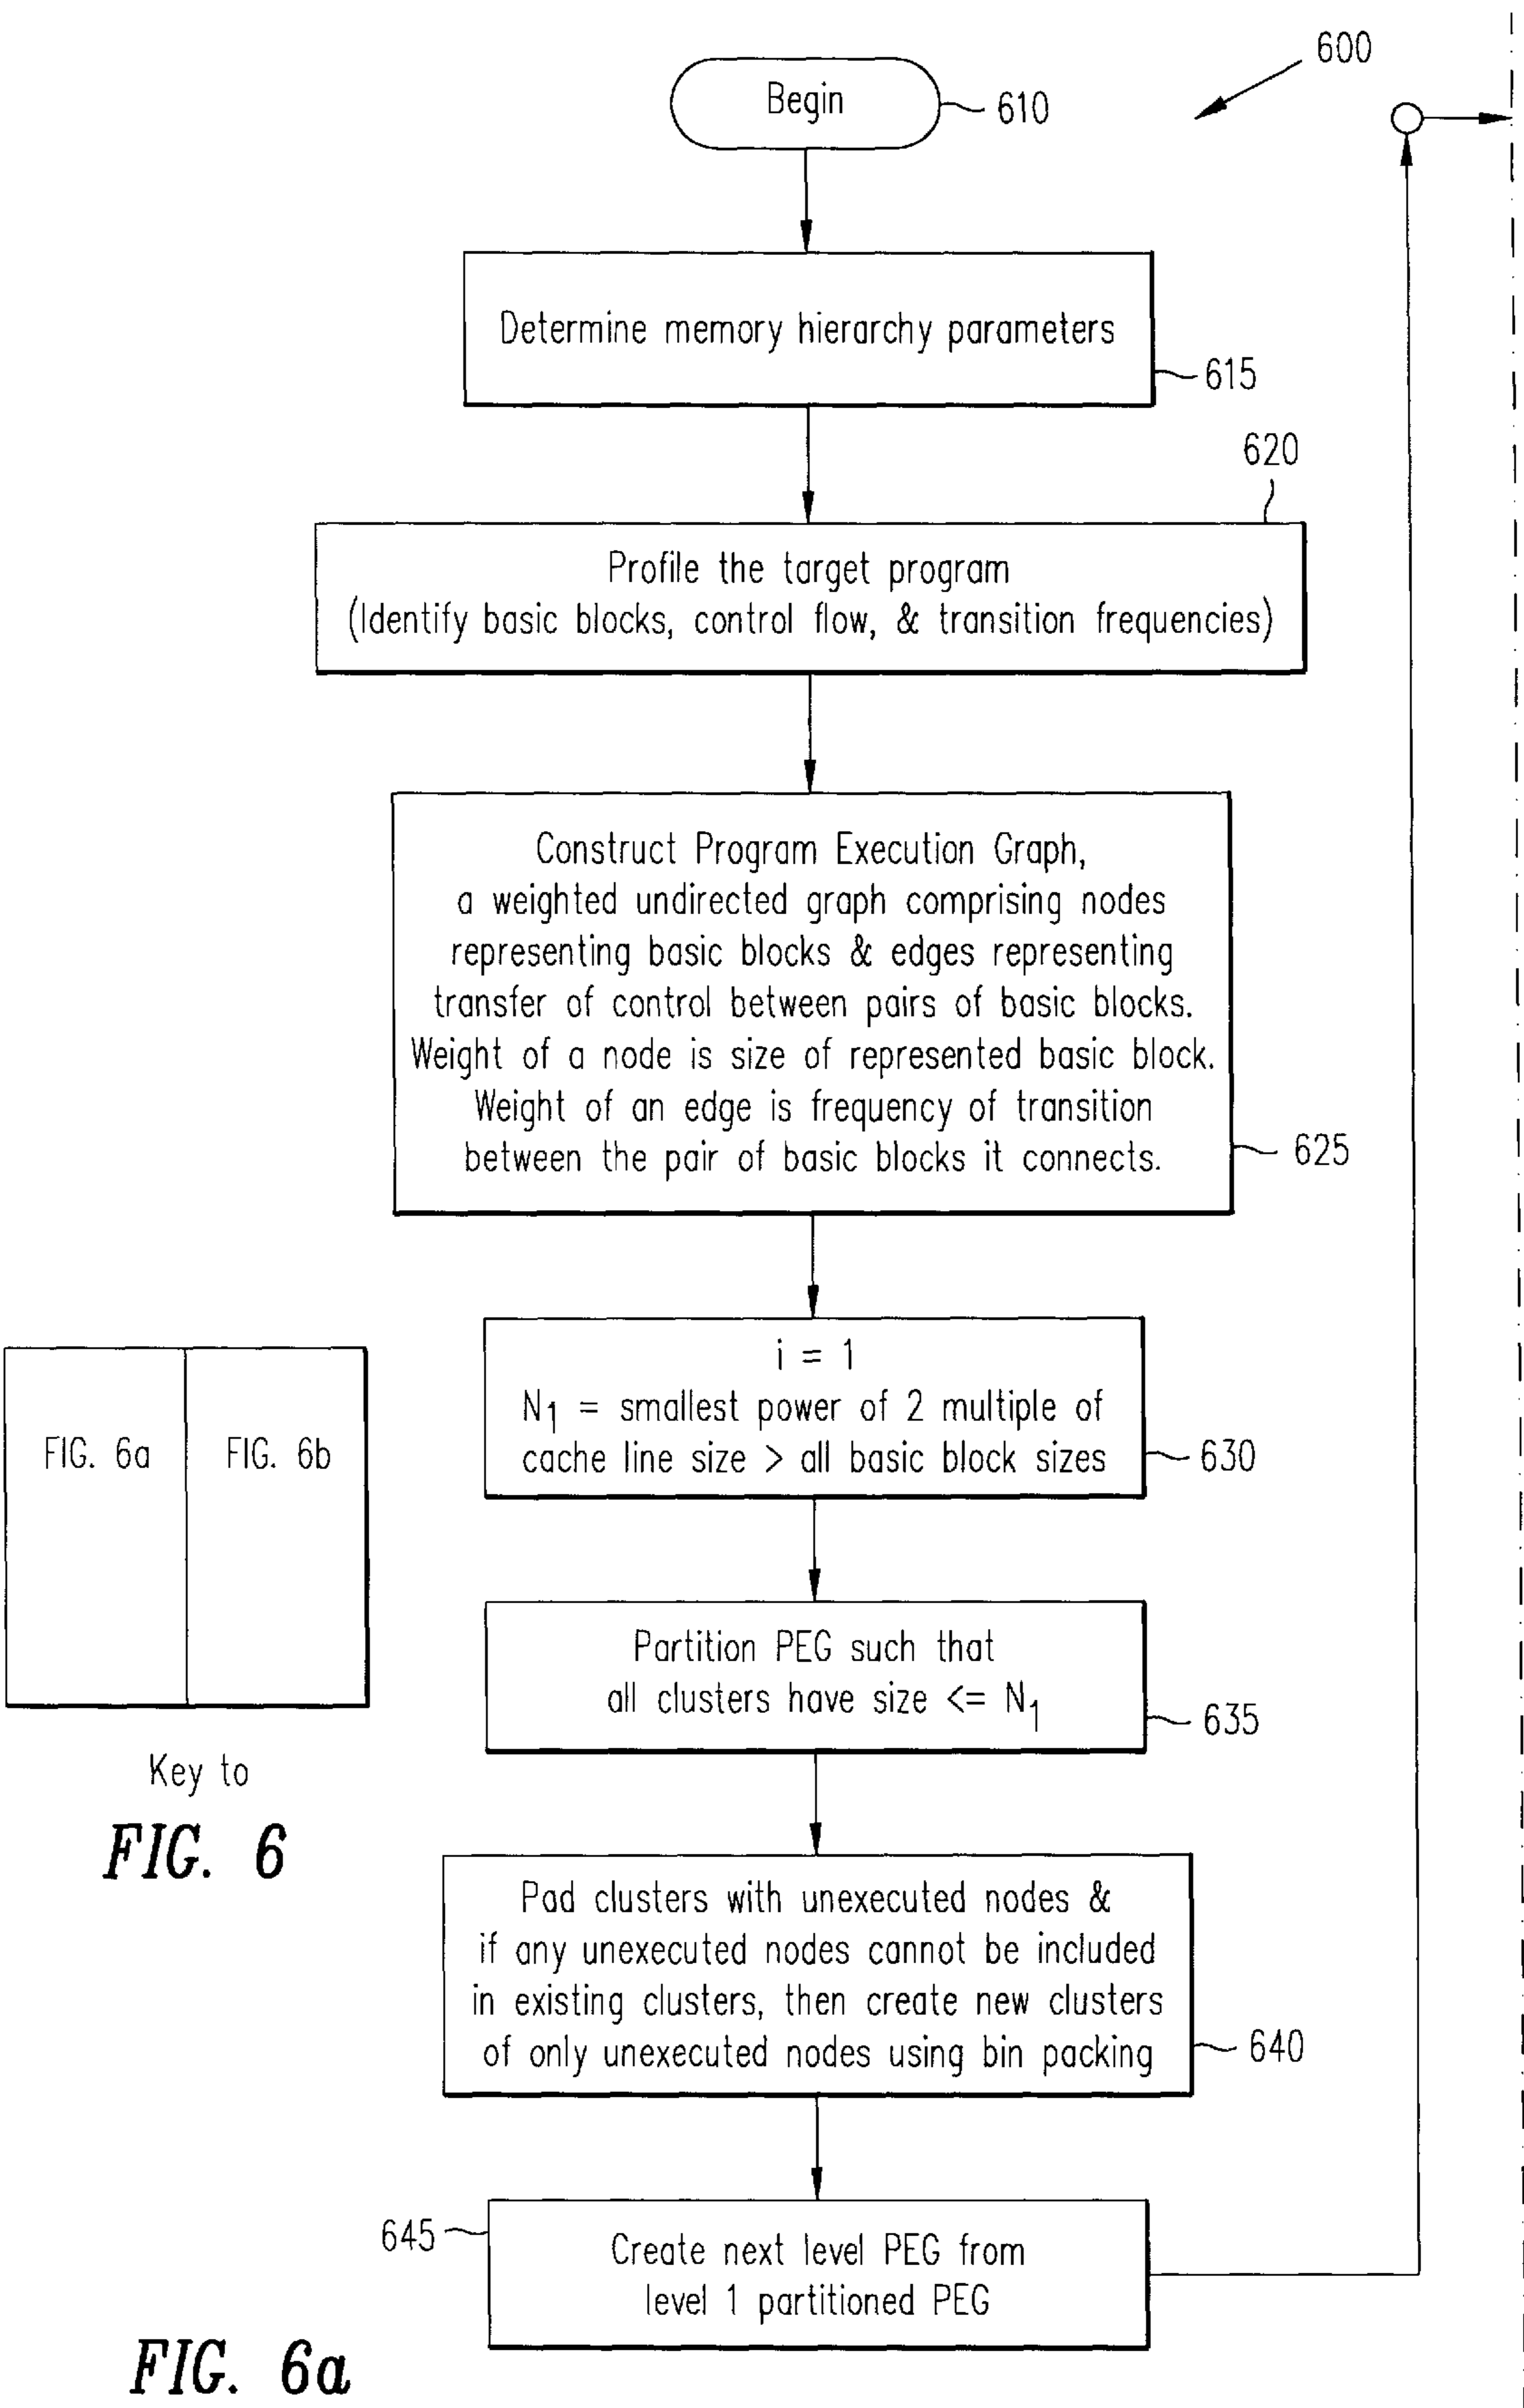 600
Begin
610
Determine memory hierarchy parameters
615
620
Profile the target program
(Identify basic blocks, control flow, & transition frequencies)
Construct Program Execution Graph,
a weighted undirected graph comprising nodes
representing basic blocks & edges representing
transfer of control between pairs of basic blocks.
Weight of a node is size of represented basic block.
Weight of an edge is frequency of transition
between the pair of basic blocks it connects.
625
i = 1
N1 = smallest power of 2 multiple of
cache line size > all basic block sizes
630
FIG. 6a
FIG. 6b
Key to
FIG. 6
Partition PEG such that
all clusters have size <= N1
635
Pad clusters with unexecuted nodes &
if any unexecuted nodes cannot be included
in existing clusters, then create new clusters
of only unexecuted nodes using bin packing
640
645
Create next level PEG from
level 1 partitioned PEG
FIG. 6a